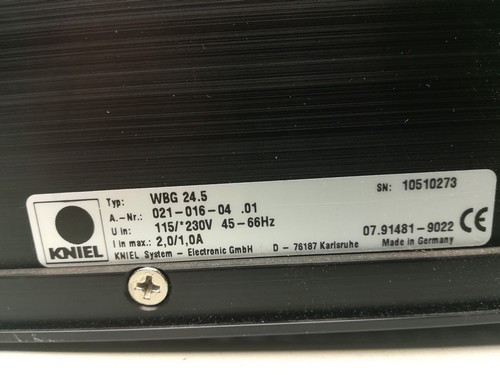 Typ: WBG 24.5 SN: 10510273
A.-Nr.: 021-016-04 .01
U in: 115/*230V 45-66Hz 07.91481-9022 CE
I in max.: 2,0/1,0A Made in Germany
KNIEL System - Electronic GmbH D - 76187 Karlsruhe
KNIEL